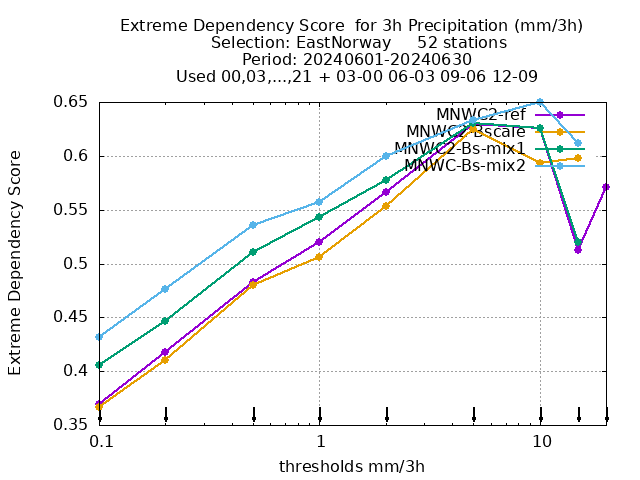 Extreme Dependency Score  for 3h Precipitation (mm/3h)
Selection: EastNorway     52 stations
Period: 20240601-20240630
Used 00,03,...,21 + 03-00 06-03 09-06 12-09
Extreme Dependency Score
0.65
0.6
0.55
0.5
0.45
0.4
0.35
MNWC2-ref
MNWC2-Bscale
MNWC2-Bs-mix1
MNWC-Bs-mix2
0.1 1 10
thresholds mm/3h